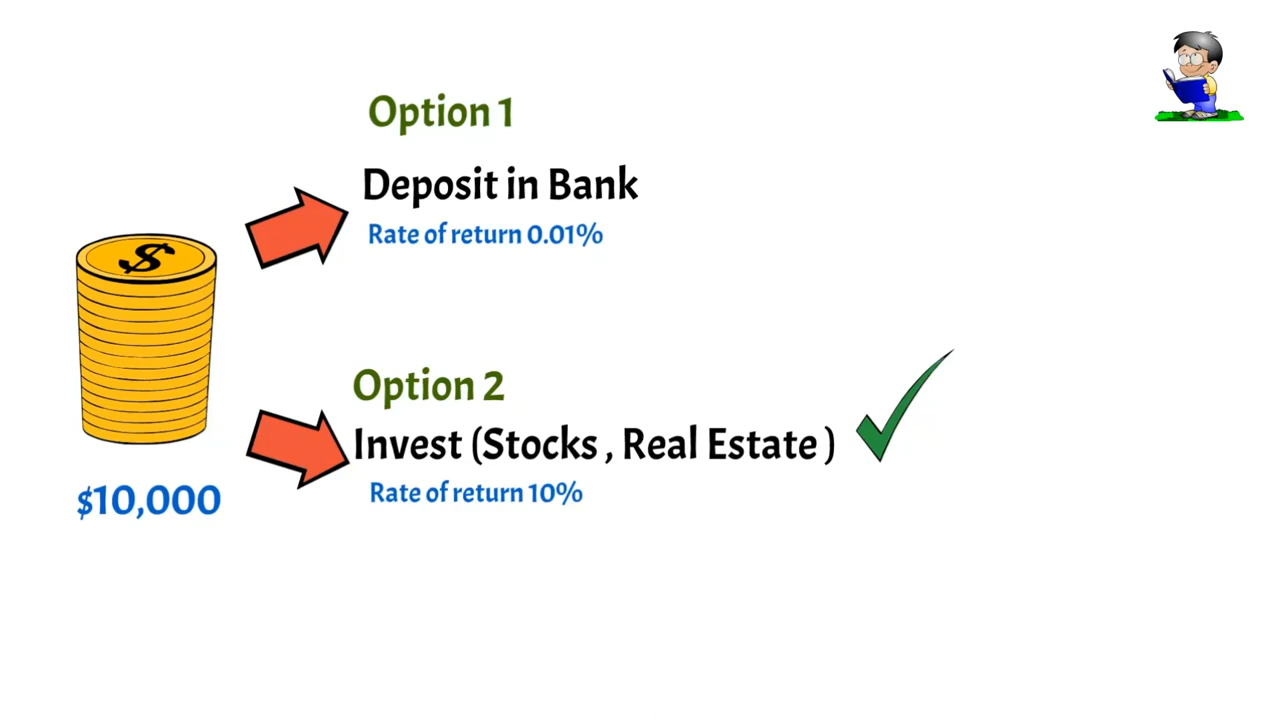 Option 1
Deposit in Bank
Rate of return 0.01%
$
Option 2
Invest (Stocks , Real Estate )
Rate of return 10%
$10,000